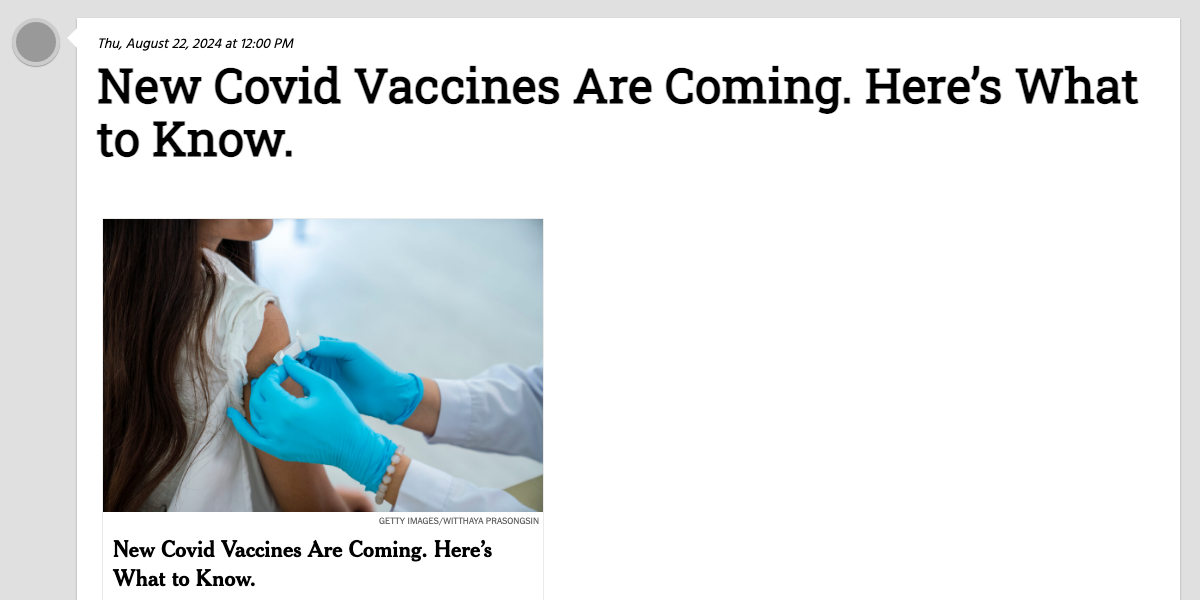 Thu, August 22, 2024 at 12:00 PM
New Covid Vaccines Are Coming. Here’s What
to Know.
GETTY IMAGES/WITTHAYA PRASONGSIN
New Covid Vaccines Are Coming. Here’s
What to Know.